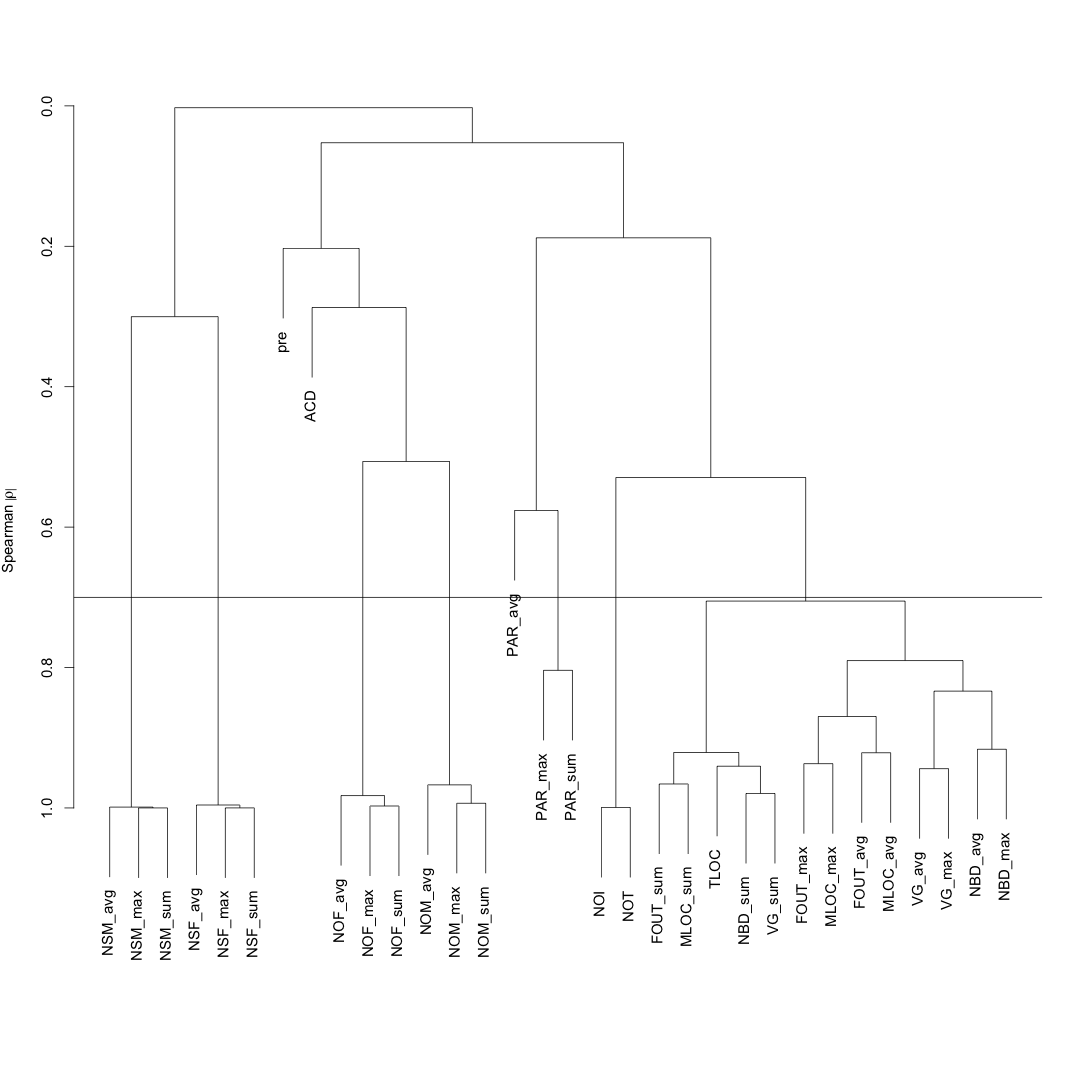 Spearman |ρ|
0.0
0.2
0.4
0.6
0.8
1.0
NSM_avg
NSM_max
NSM_sum
NSF_avg
NSF_max
NSF_sum
pre
ACD
NOF_avg
NOF_max
NOF_sum
NOM_avg
NOM_max
NOM_sum
PAR_avg
PAR_max
PAR_sum
NOI
NOT
FOUT_sum
MLOC_sum
TLOC
NBD_sum
VG_sum
FOUT_max
MLOC_max
FOUT_avg
MLOC_avg
VG_avg
VG_max
NBD_avg
NBD_max